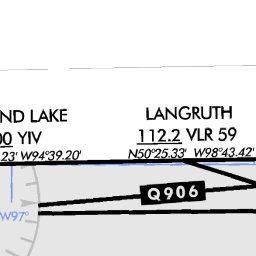 ND LAKE
00 YIV
.23' W94°39.20'
LANGRUTH
112.2 VLR 59
N50°25.33' W98°43.42'
Q906
W97°